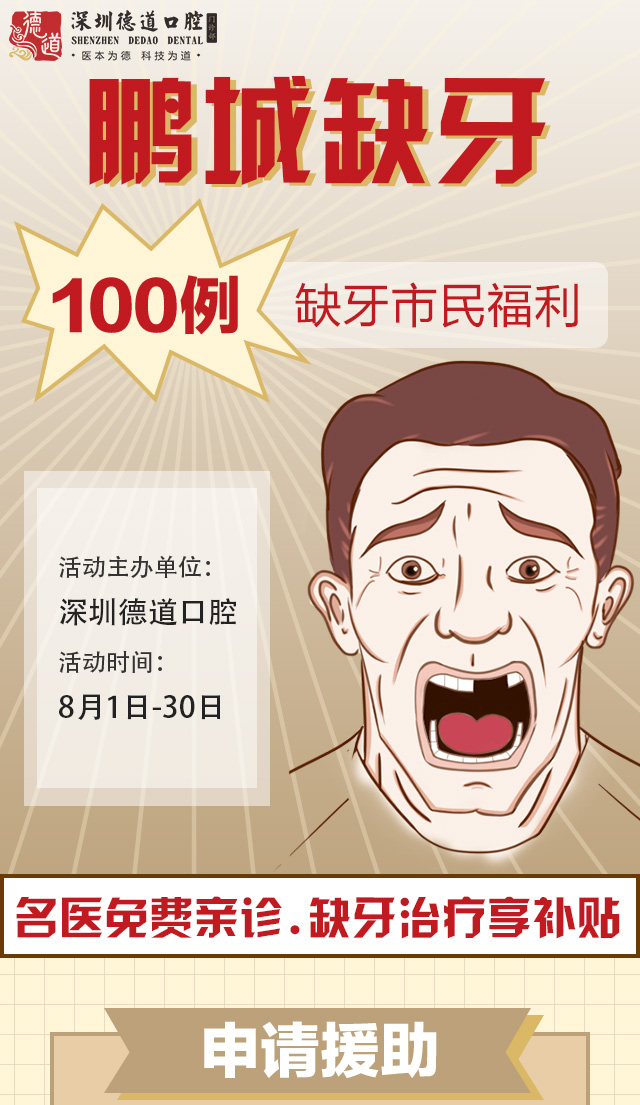 德道
深圳德道口腔
门诊部
SHENZHEN DEDAO DENTAL
·医本为德 科技为道·
鹏城缺牙
100例
缺牙市民福利
活动主办单位：
深圳德道口腔
活动时间：
8月1日-30日
名医免费亲诊.缺牙治疗享补贴
申请援助